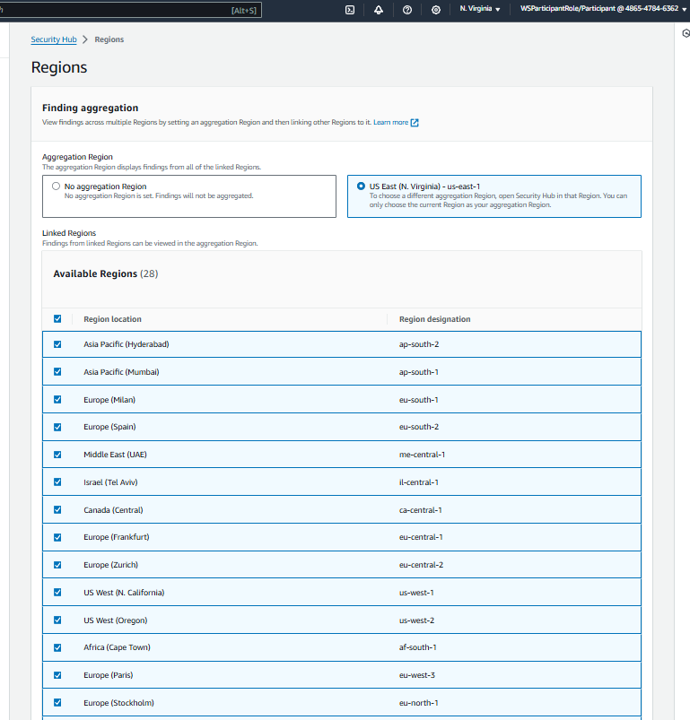 [Alt+S]
N. Virginia
WSParticipantRole/Participant @ 4865-4784-6362
Security Hub > Regions
Regions
Finding aggregation
View findings across multiple Regions by setting an aggregation Region and then linking other Regions to it. Learn more
Aggregation Region
The aggregation Region displays findings from all of the linked Regions.
No aggregation Region
No aggregation Region is set. Findings will not be aggregated.
US East (N. Virginia) - us-east-1
To choose a different aggregation Region, open Security Hub in that Region. You can
only choose the current Region as your aggregation Region.
Linked Regions
Findings from linked Regions can be viewed in the aggregation Region.
Available Regions (28)
Region location Region designation
Asia Pacific (Hyderabad) ap-south-2
Asia Pacific (Mumbai) ap-south-1
Europe (Milan) eu-south-1
Europe (Spain) eu-south-2
Middle East (UAE) me-central-1
Israel (Tel Aviv) il-central-1
Canada (Central) ca-central-1
Europe (Frankfurt) eu-central-1
Europe (Zurich) eu-central-2
US West (N. California) us-west-1
US West (Oregon) us-west-2
Africa (Cape Town) af-south-1
Europe (Paris) eu-west-3
Europe (Stockholm) eu-north-1